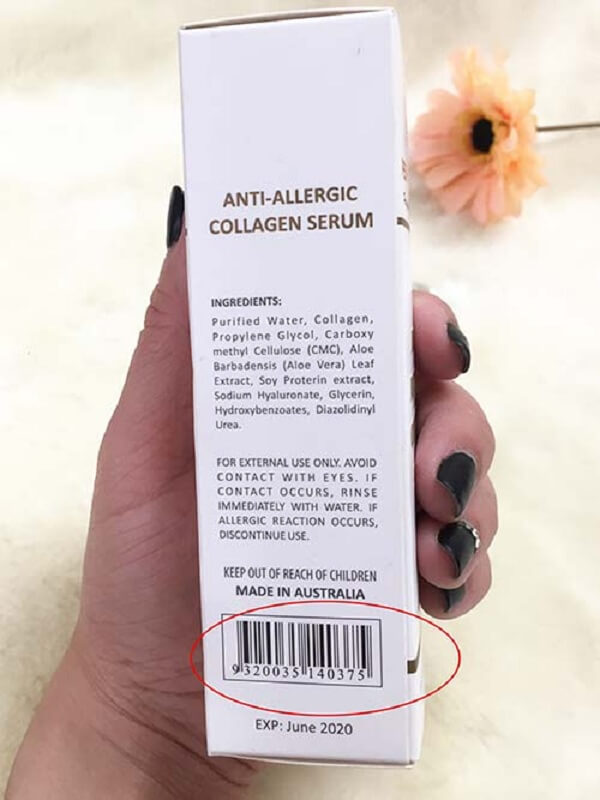 ANTI-ALLERGIC
COLLAGEN SERUM
INGREDIENTS:
Purified Water, Collagen,
Propylene Glycol, Carboxy
methyl Cellulose (CMC), Aloe
Barbadensis (Aloe Vera) Leaf
Extract, Soy Proterin extract,
Sodium Hyaluronate, Glycerin,
Hydroxybenzoates, Diazolidinyl
Urea.
FOR EXTERNAL USE ONLY. AVOID
CONTACT WITH EYES. IF
CONTACT OCCURS, RINSE
IMMEDIATELY WITH WATER. IF
ALLERGIC REACTION OCCURS,
DISCONTINUE USE.
KEEP OUT OF REACH OF CHILDREN
MADE IN AUSTRALIA
9 320035 140375
EXP: June 2020